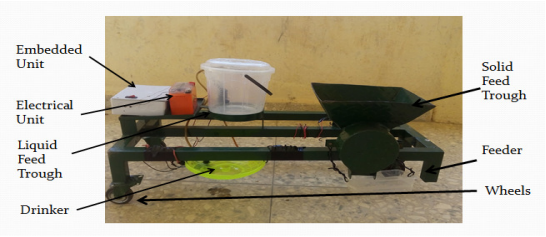 Embedded
Unit
Electrical
Unit
Liquid
Feed
Trough
Drinker
Solid
Feed
Trough
Feeder
Wheels